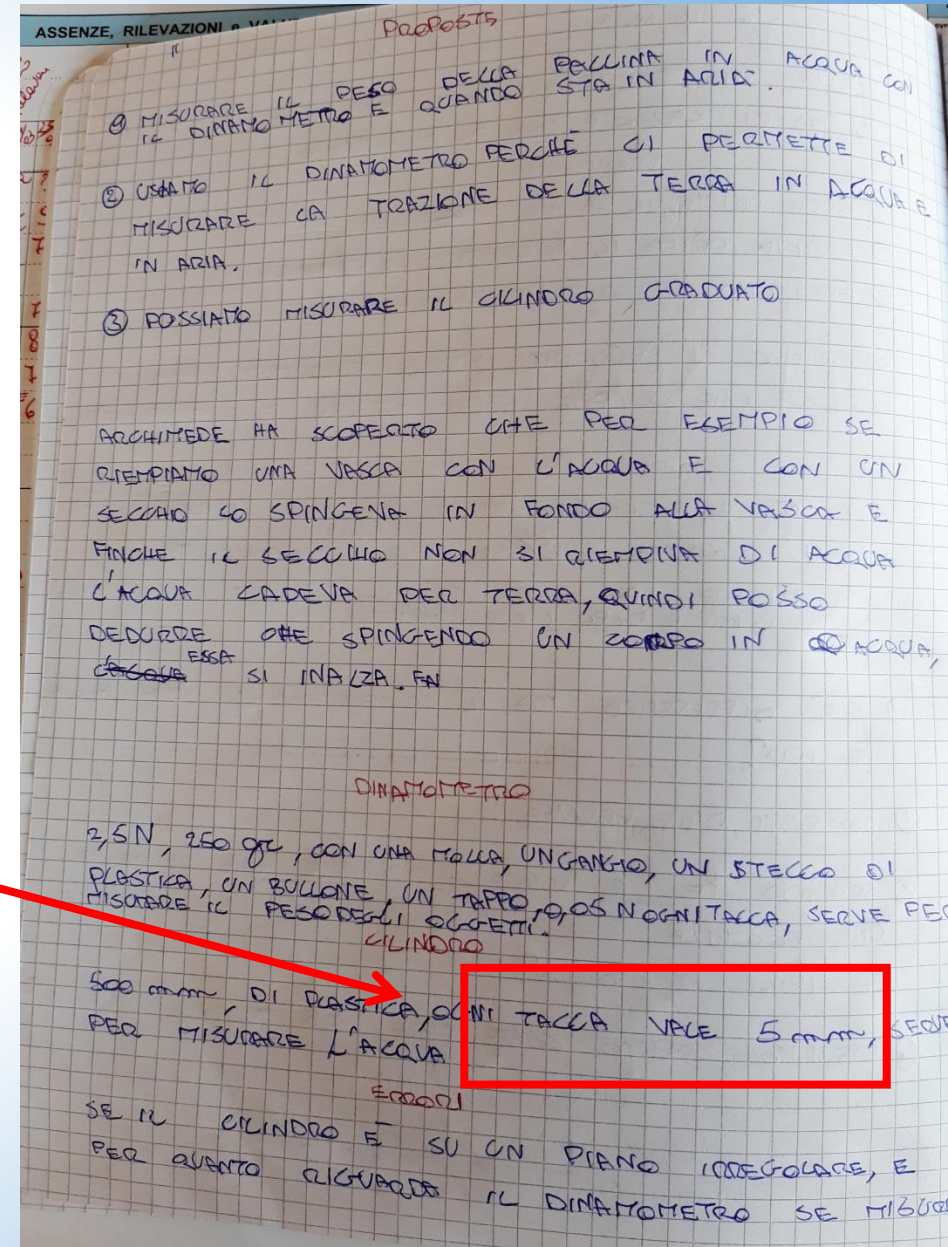 ASSENZE, RILEVAZIONI e
PROPOSTE
① MISURARE IL PESO DELLA PALLINA IN ACQUA CON
IL DINAMOMETRO E QUANDO STA IN ARIA.
② USIAMO IL DINAMOMETRO PERCHÉ CI PERMETTE DI
MISURARE LA TRAZIONE DELLA TERRA IN ACQUA E
IN ARIA.
③ POSSIAMO MISURARE IL CILINDRO GRADUATO
ARCHIMEDE HA SCOPERTO CHE PER ESEMPIO SE
RIEMPIAMO UNA VASCA CON L'ACQUA E CON UN
SECCHIO LO SPINGEVA IN FONDO ALLA VASCA E
FINCHE IL SECCHIO NON SI RIEMPIVA DI ACQUA
L'ACQUA CADEVA PER TERRA, QUINDI POSSO
DEDURRE CHE SPINGENDO UN CORPO IN ACQUA,
ESSA
SI INALZA.
DINAMOMETRO
2,5N, 250 gr, CON UNA MOLLA, UN GANGIO, UN STECCO DI
PLASTICA, UN BULLONE, UN TAPPO, 0,05 N OGNI TACCA, SERVE PER
MISURARE IL PESO DEGLI OGGETTI.
CILINDRO
500 mm, DI PLASTICA, OGNI TACCA VALE 5 mm, SERVE
PER MISURARE L'ACQUA
ERRORI
SE IL CILINDRO È SU UN PIANO IRREGOLARE, E
PER QUANTO RIGUARDA IL DINAMOMETRO SE